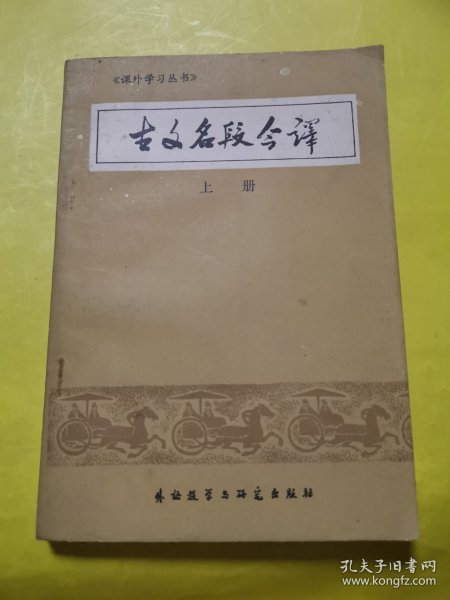 《课外学习丛书》
古文名段今譯
上册
外语教学与研究出版社
孔夫子旧书网
www.kongfz.com